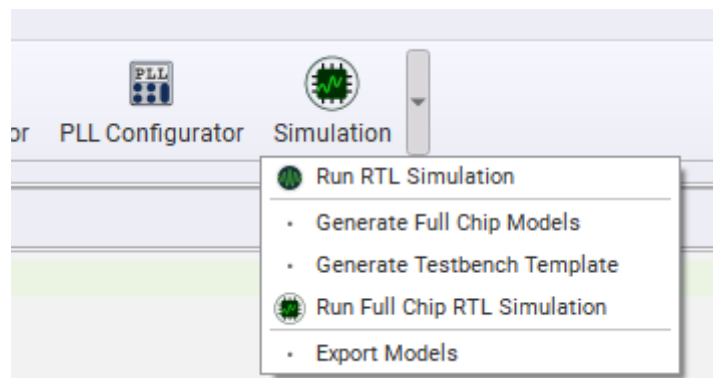 PLL
or PLL Configurator Simulation
Run RTL Simulation
Generate Full Chip Models
Generate Testbench Template
Run Full Chip RTL Simulation
Export Models